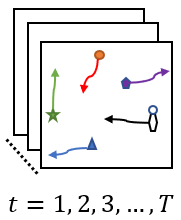 t = 1, 2, 3, ..., T